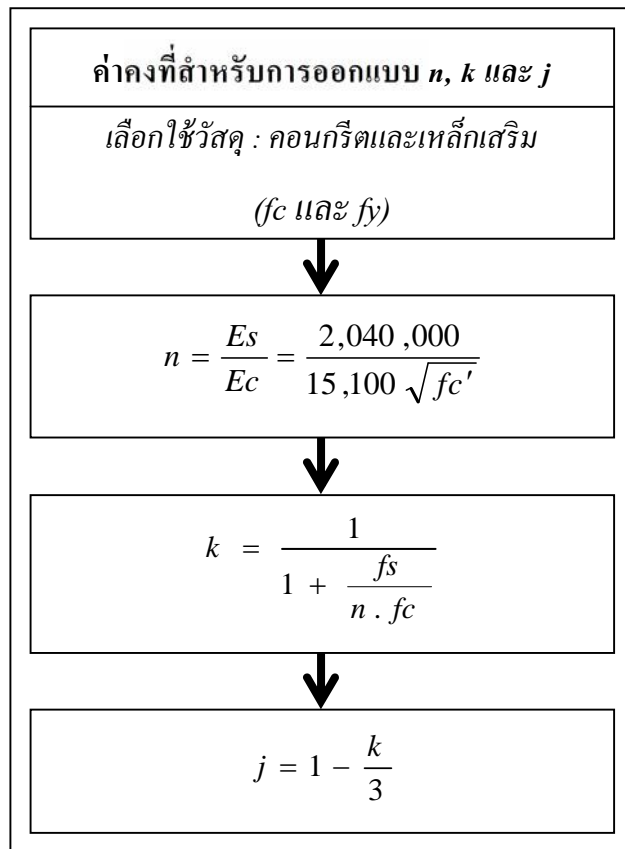 ค่าคงที่สำหรับการออกแบบ n, k และ j
เลือกใช้วัสดุ : คอนกรีตและเหล็กเสริม
(fc และ fy)
n = Es / Ec = 2,040 ,000 / 15,100 √fc'
k = 1 / (1 + fs / (n . fc))
j = 1 − k / 3